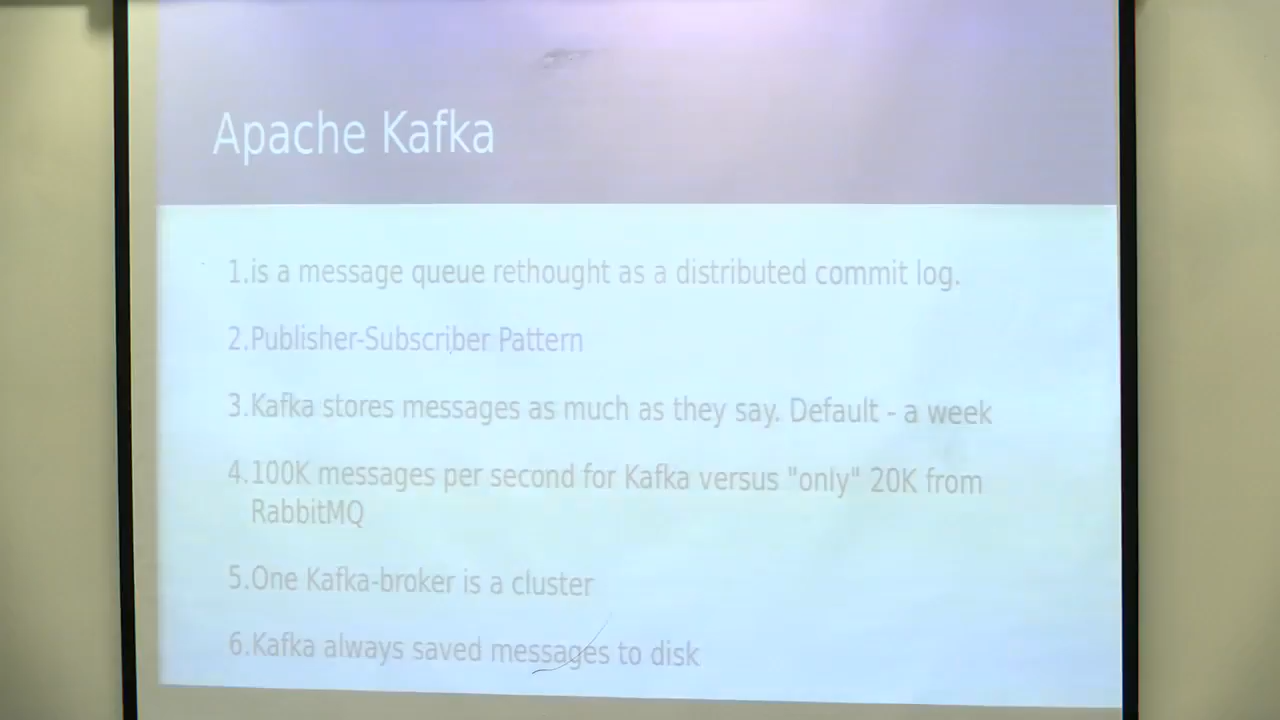 Apache Kafka
1.is a message queue rethought as a distributed commit log.
2.Publisher-Subscriber Pattern
3.Kafka stores messages as much as they say. Default - a week
4.100K messages per second for Kafka versus "only" 20K from
RabbitMQ
5.One Kafka-broker is a cluster
6.Kafka always saved messages to disk